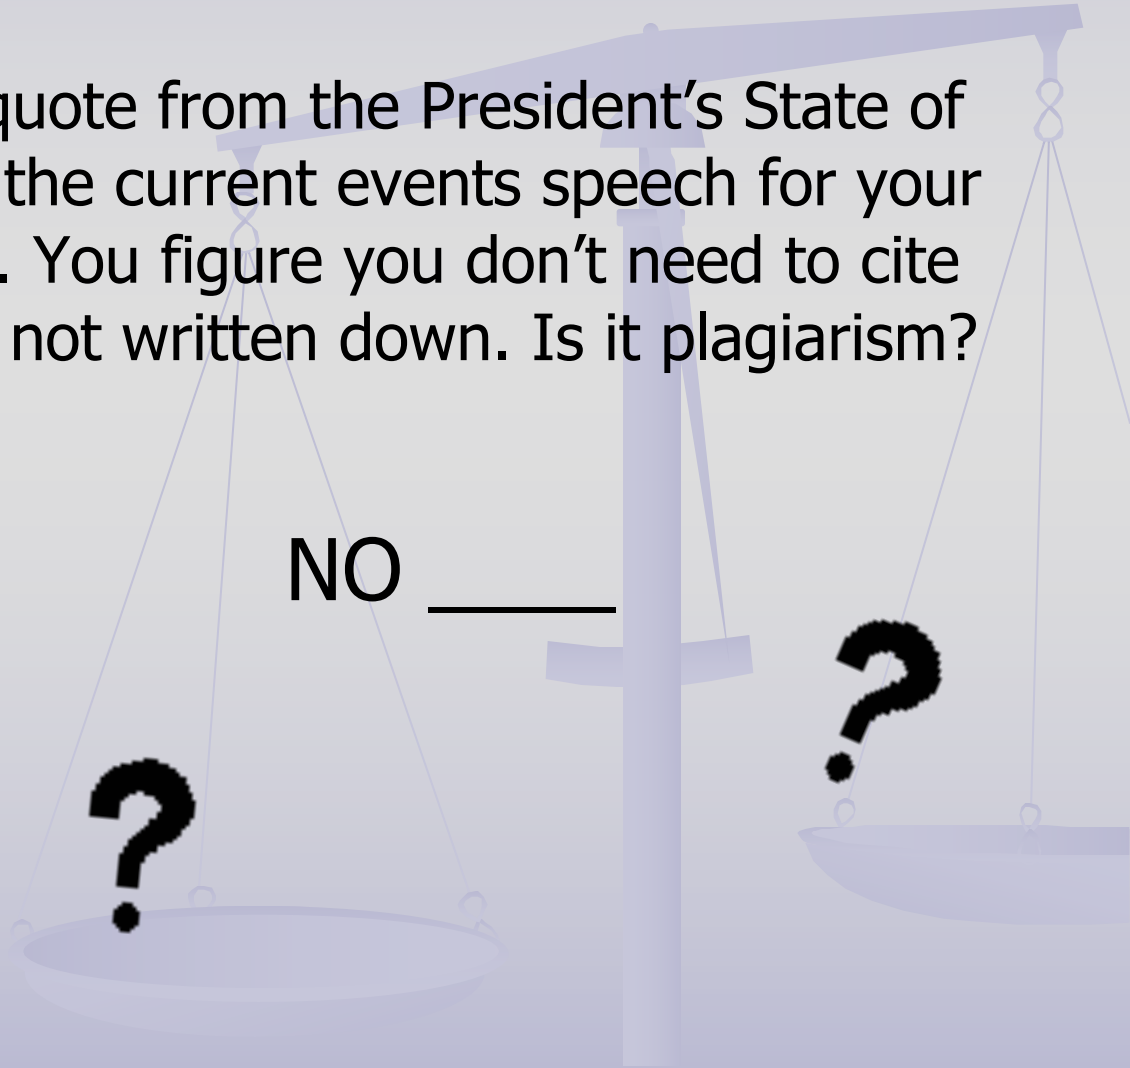 quote from the President’s State of
the current events speech for your
. You figure you don’t need to cite
not written down. Is it plagiarism?
NO _____
?
?